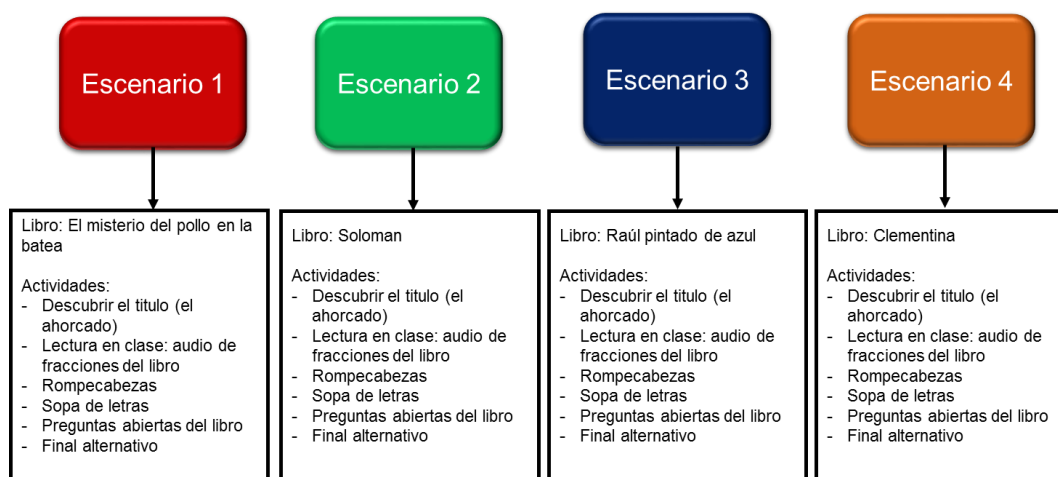 Escenario 1
Escenario 2
Escenario 3
Escenario 4
Libro: El misterio del pollo en la
batea
Actividades:
- Descubrir el titulo (el
ahorcado)
- Lectura en clase: audio de
fracciones del libro
- Rompecabezas
- Sopa de letras
- Preguntas abiertas del libro
- Final alternativo
Libro: Soloman
Actividades:
- Descubrir el titulo (el
ahorcado)
- Lectura en clase: audio de
fracciones del libro
- Rompecabezas
- Sopa de letras
- Preguntas abiertas del libro
- Final alternativo
Libro: Raúl pintado de azul
Actividades:
- Descubrir el titulo (el
ahorcado)
- Lectura en clase: audio de
fracciones del libro
- Rompecabezas
- Sopa de letras
- Preguntas abiertas del libro
- Final alternativo
Libro: Clementina
Actividades:
- Descubrir el titulo (el
ahorcado)
- Lectura en clase: audio de
fracciones del libro
- Rompecabezas
- Sopa de letras
- Preguntas abiertas del libro
- Final alternativo